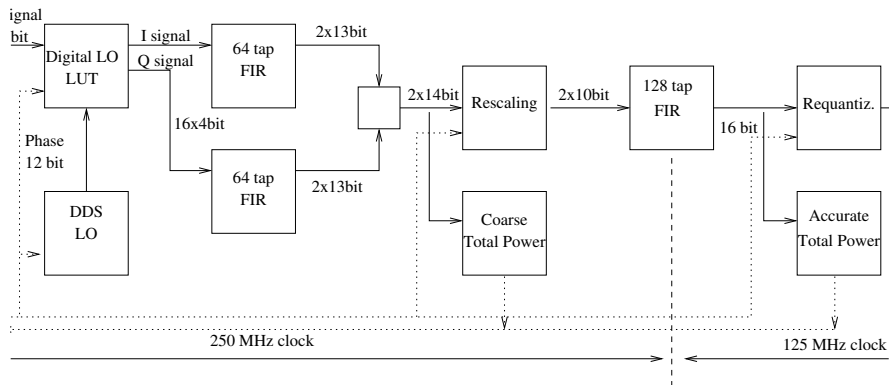 ignal
bit
Digital LO
LUT
I signal
Q signal
64 tap
FIR
2x13bit
16x4bit
Phase
12 bit
DDS
LO
64 tap
FIR
2x13bit
2x14bit
Rescaling
2x10bit
128 tap
FIR
16 bit
Requantiz.
Coarse
Total Power
Accurate
Total Power
250 MHz clock
125 MHz clock